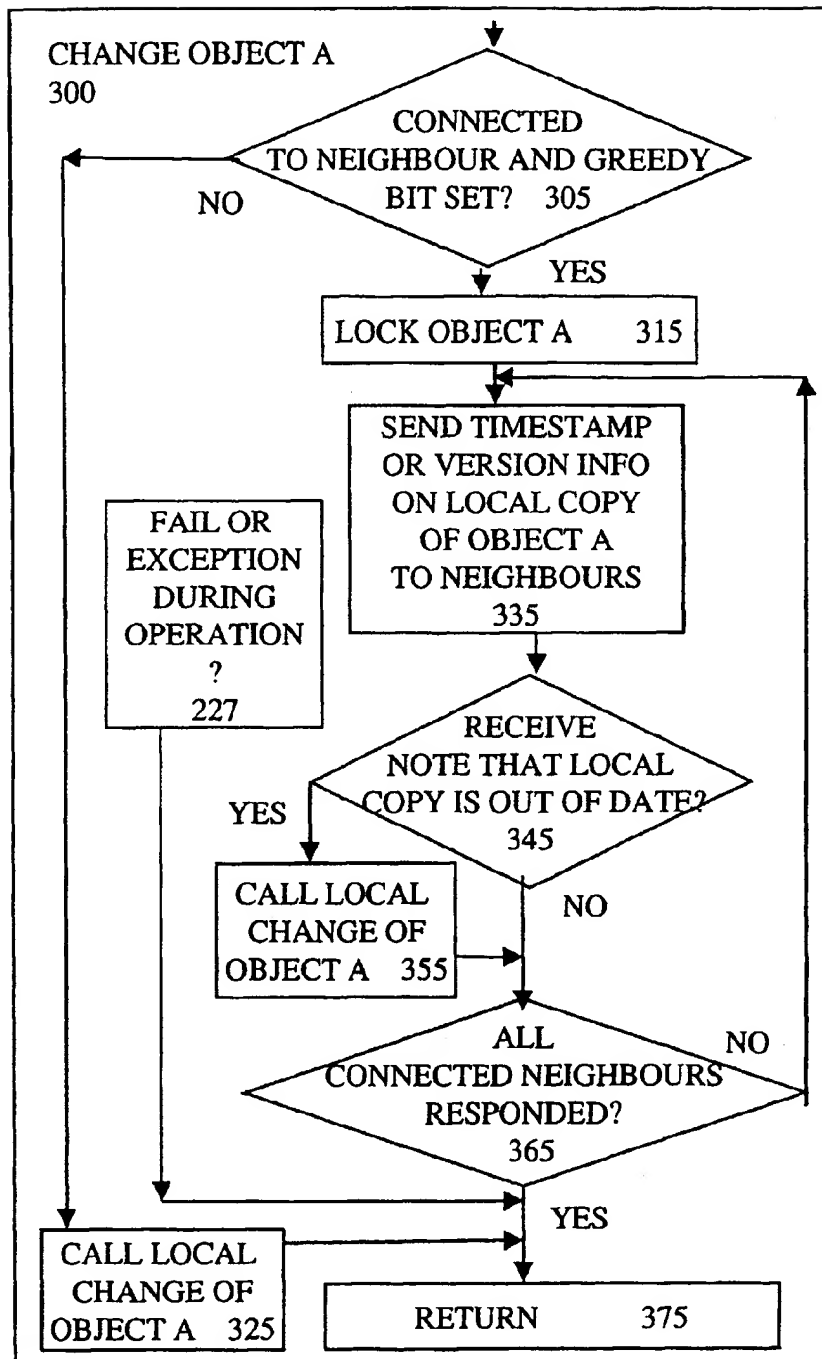 CHANGE OBJECT A
300
CONNECTED
TO NEIGHBOUR AND GREEDY
BIT SET? 305
NO
YES
LOCK OBJECT A 315
SEND TIMESTAMP
OR VERSION INFO
ON LOCAL COPY
OF OBJECT A
TO NEIGHBOURS
335
FAIL OR
EXCEPTION
DURING
OPERATION
?
227
RECEIVE
NOTE THAT LOCAL
COPY IS OUT OF DATE?
345
YES
NO
CALL LOCAL
CHANGE OF
OBJECT A 355
ALL
CONNECTED NEIGHBOURS
RESPONDED?
365
NO
YES
CALL LOCAL
CHANGE OF
OBJECT A 325
RETURN 375